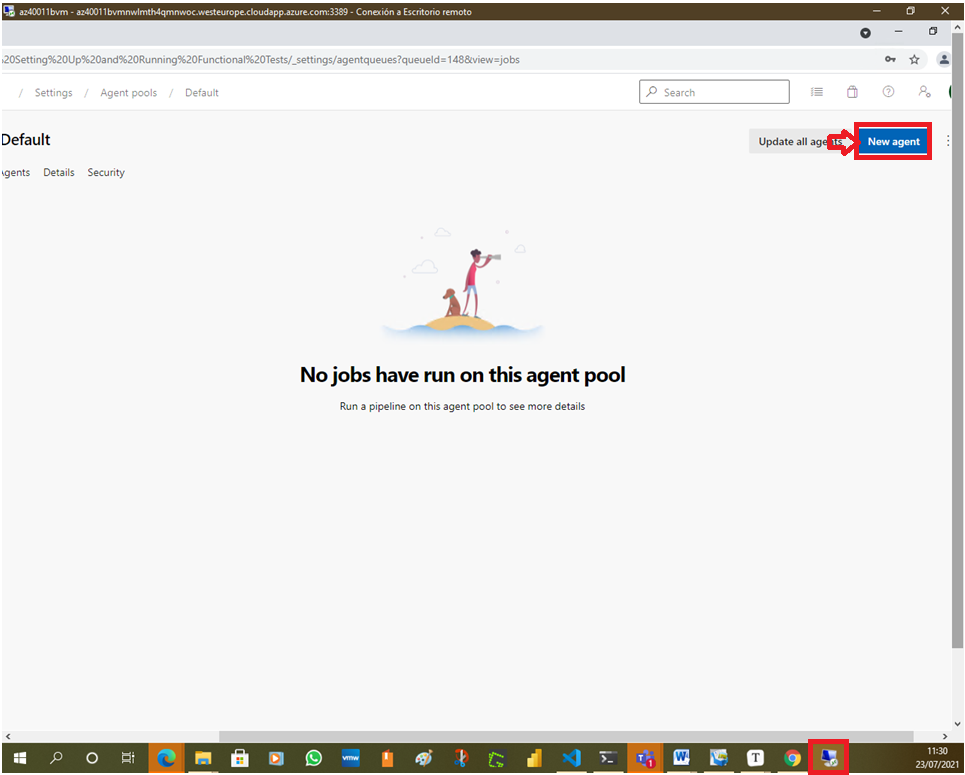 az40011bvm - az40011bvmnwlmth4qmnwoc.westeurope.cloudapp.azure.com:3389 - Conexión a Escritorio remoto
%20Setting%20Up%20and%20Running%20Functional%20Tests/_settings/agentqueues?queueId=148&view=jobs
/ Settings / Agent pools / Default
Search
Default
Update all agents
New agent
Agents Details Security
No jobs have run on this agent pool
Run a pipeline on this agent pool to see more details
vmw
1
W
T
11:30
23/07/2021